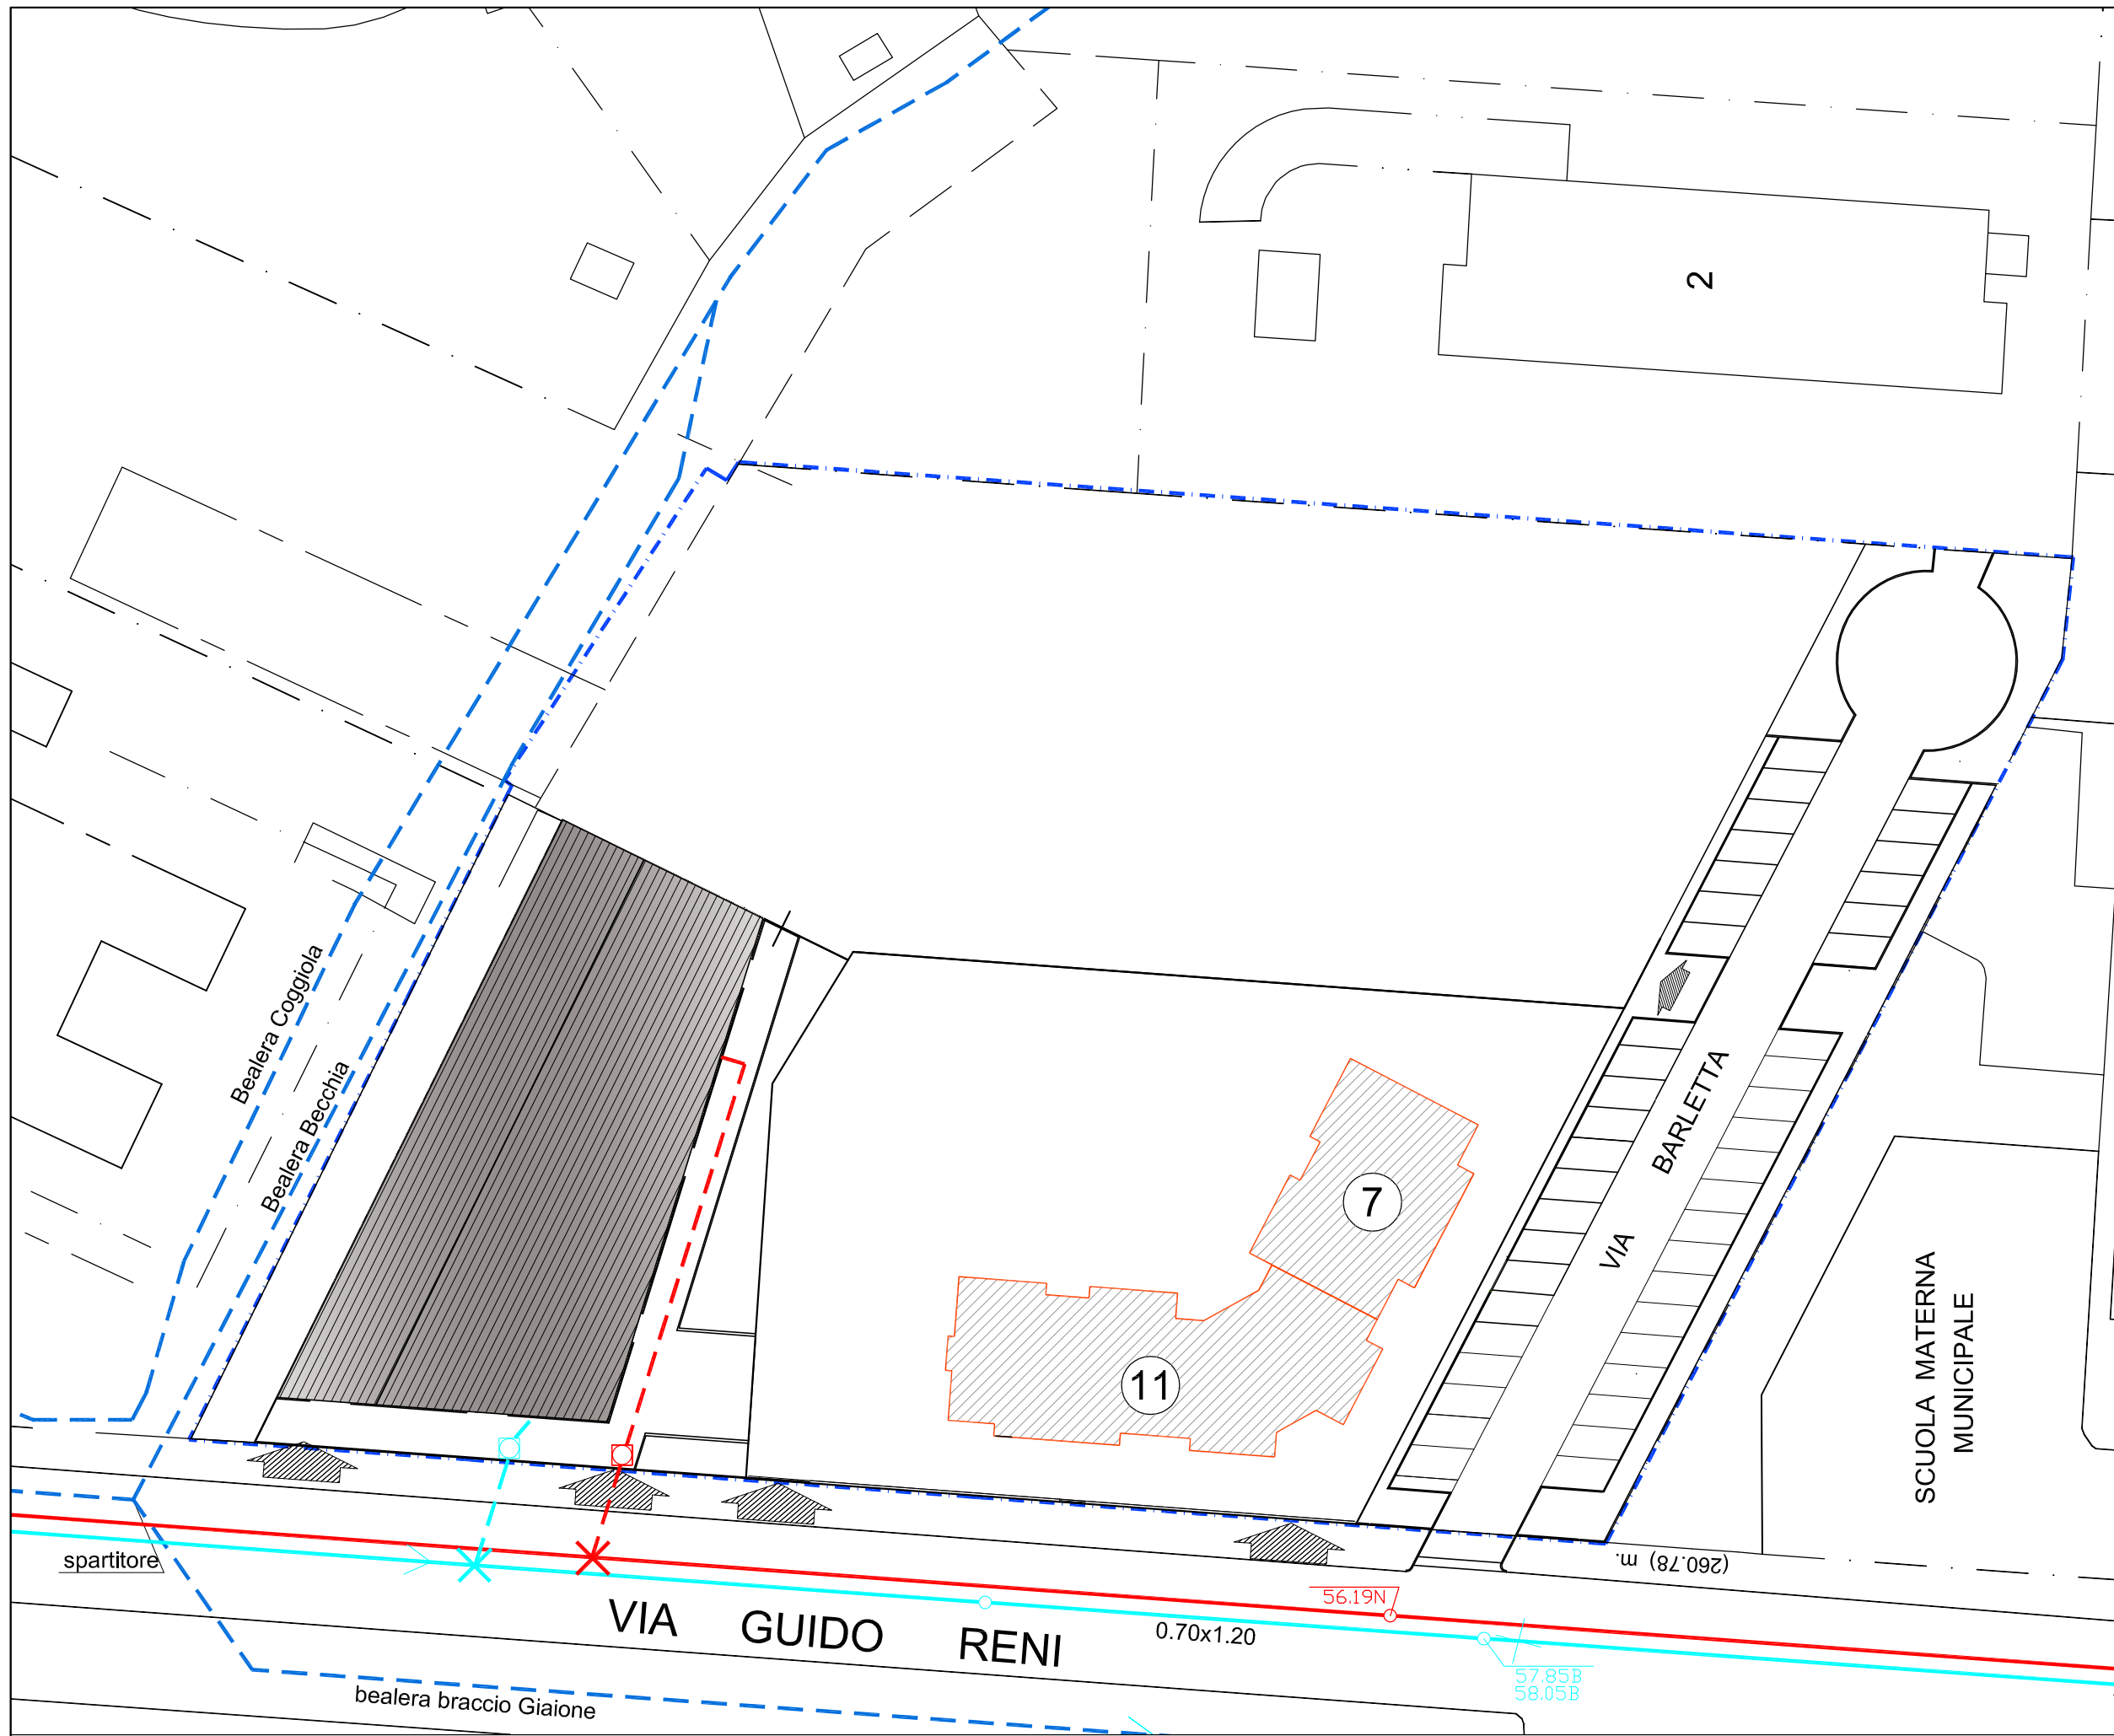 2
Bealera Coggiola
Bealera Becchia
7
11
VIA BARLETTA
SCUOLA MATERNA
MUNICIPALE
spartitore
(260.78) m.
56.19N
VIA GUIDO RENI
0.70x1.20
57.85B
58.05B
bealera braccio Giaione